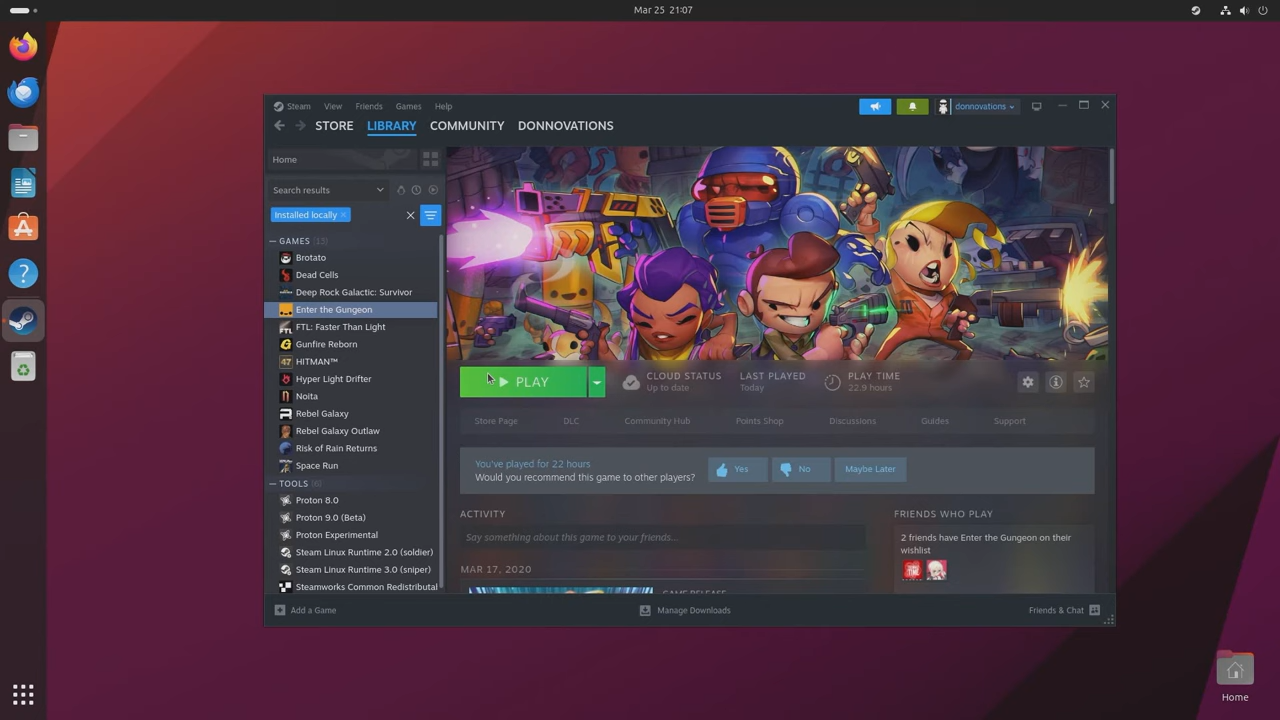 Mar 25 21:07
Steam View Friends Games Help
donnovations
STORE LIBRARY COMMUNITY DONNOVATIONS
Home
Search results
Installed locally
GAMES (13)
Brotato
Dead Cells
Deep Rock Galactic: Survivor
Enter the Gungeon
FTL: Faster Than Light
Gunfire Reborn
HITMAN™
Hyper Light Drifter
Noita
Rebel Galaxy
Rebel Galaxy Outlaw
Risk of Rain Returns
Space Run
TOOLS (6)
Proton 8.0
Proton 9.0 (Beta)
Proton Experimental
Steam Linux Runtime 2.0 (soldier)
Steam Linux Runtime 3.0 (sniper)
Steamworks Common Redistributal
PLAY
CLOUD STATUS
Up to date
LAST PLAYED
Today
PLAY TIME
22.9 hours
Store Page DLC Community Hub Points Shop Discussions Guides Support
You've played for 22 hours
Would you recommend this game to other players?
Yes No Maybe Later
ACTIVITY
Say something about this game to your friends...
MAR 17, 2020
GAME RELEASE
FRIENDS WHO PLAY
2 friends have Enter the Gungeon on their
wishlist
Add a Game
Manage Downloads
Friends & Chat
Home